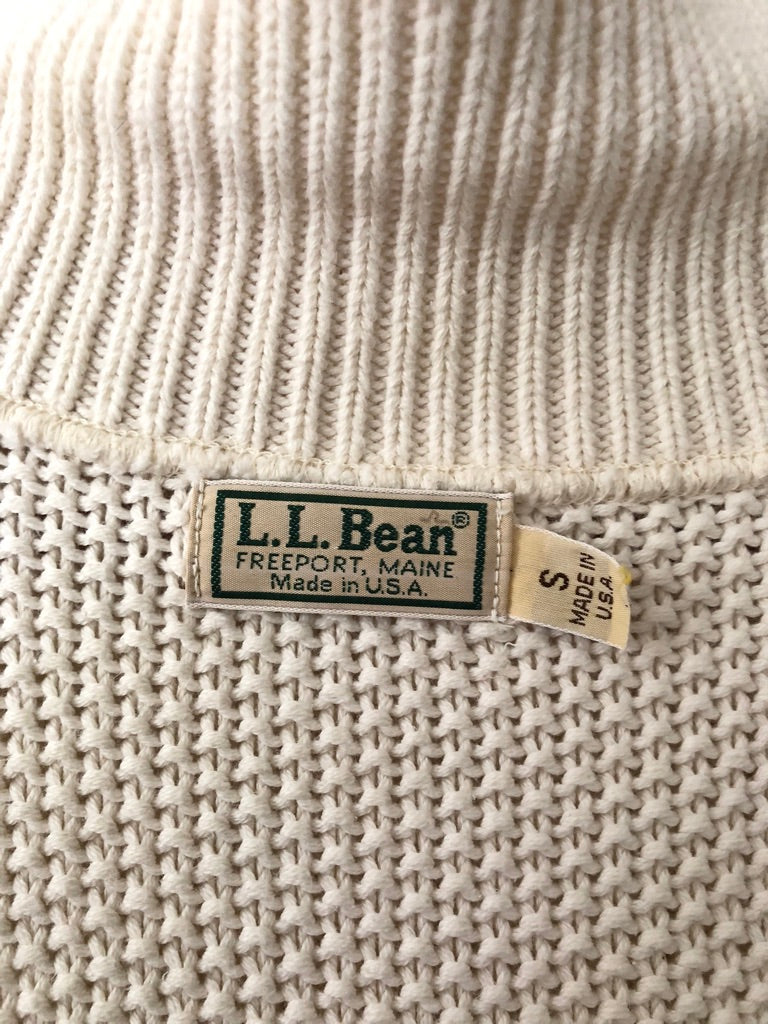 L.L.Bean®
FREEPORT, MAINE
Made in U.S.A.
S
MADE IN
U.S.A.